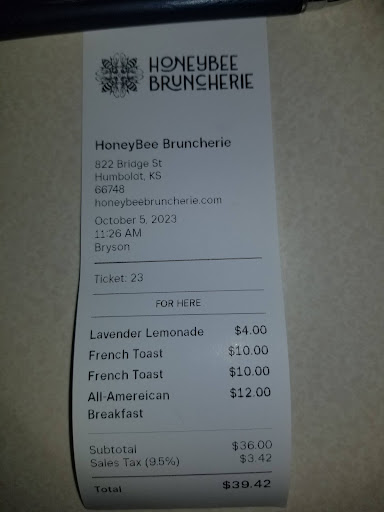 HONEYBEE
BRUNCHERIE
HoneyBee Bruncherie
822 Bridge St
Humbolat, KS
66748
honeybeebruncherie.com
October 5, 2023
11:26 AM
Bryson
Ticket: 23
FOR HERE
Lavender Lemonade $4.00
French Toast $10.00
French Toast $10.00
All-Amereican $12.00
Breakfast
Subtotal $36.00
Sales Tax (9.5%) $3.42
Total $39.42